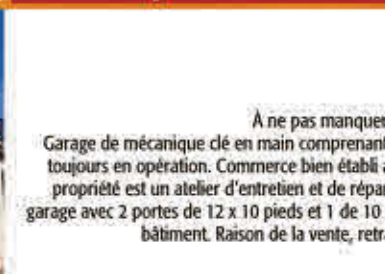 À ne pas manquer
Garage de mécanique clé en main comprenant
toujours en opération. Commerce bien établi
propriété est un atelier d'entretien et de
garage avec 2 portes de 12 x 10 pieds et 1 de 10
bâtiment. Raison de la vente,